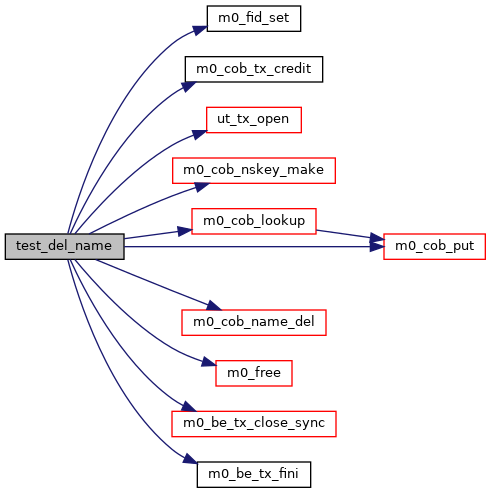 m0_fid_set
m0_cob_tx_credit
ut_tx_open
m0_cob_nskey_make
m0_cob_lookup
test_del_name
m0_cob_put
m0_cob_name_del
m0_free
m0_be_tx_close_sync
m0_be_tx_fini